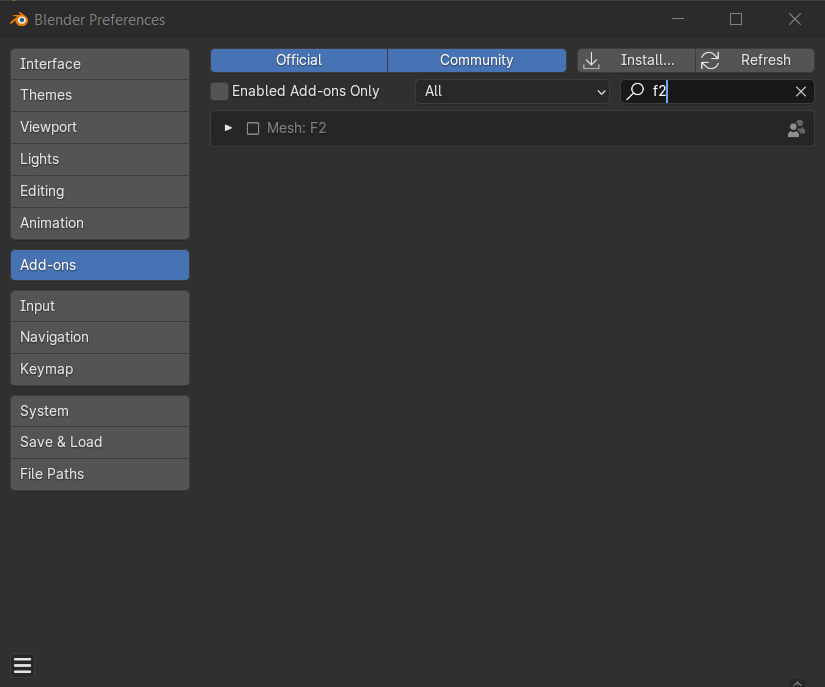 Blender Preferences
Interface
Themes
Viewport
Lights
Editing
Animation
Add-ons
Input
Navigation
Keymap
System
Save & Load
File Paths
Official Community Install... Refresh
Enabled Add-ons Only All f2
Mesh: F2